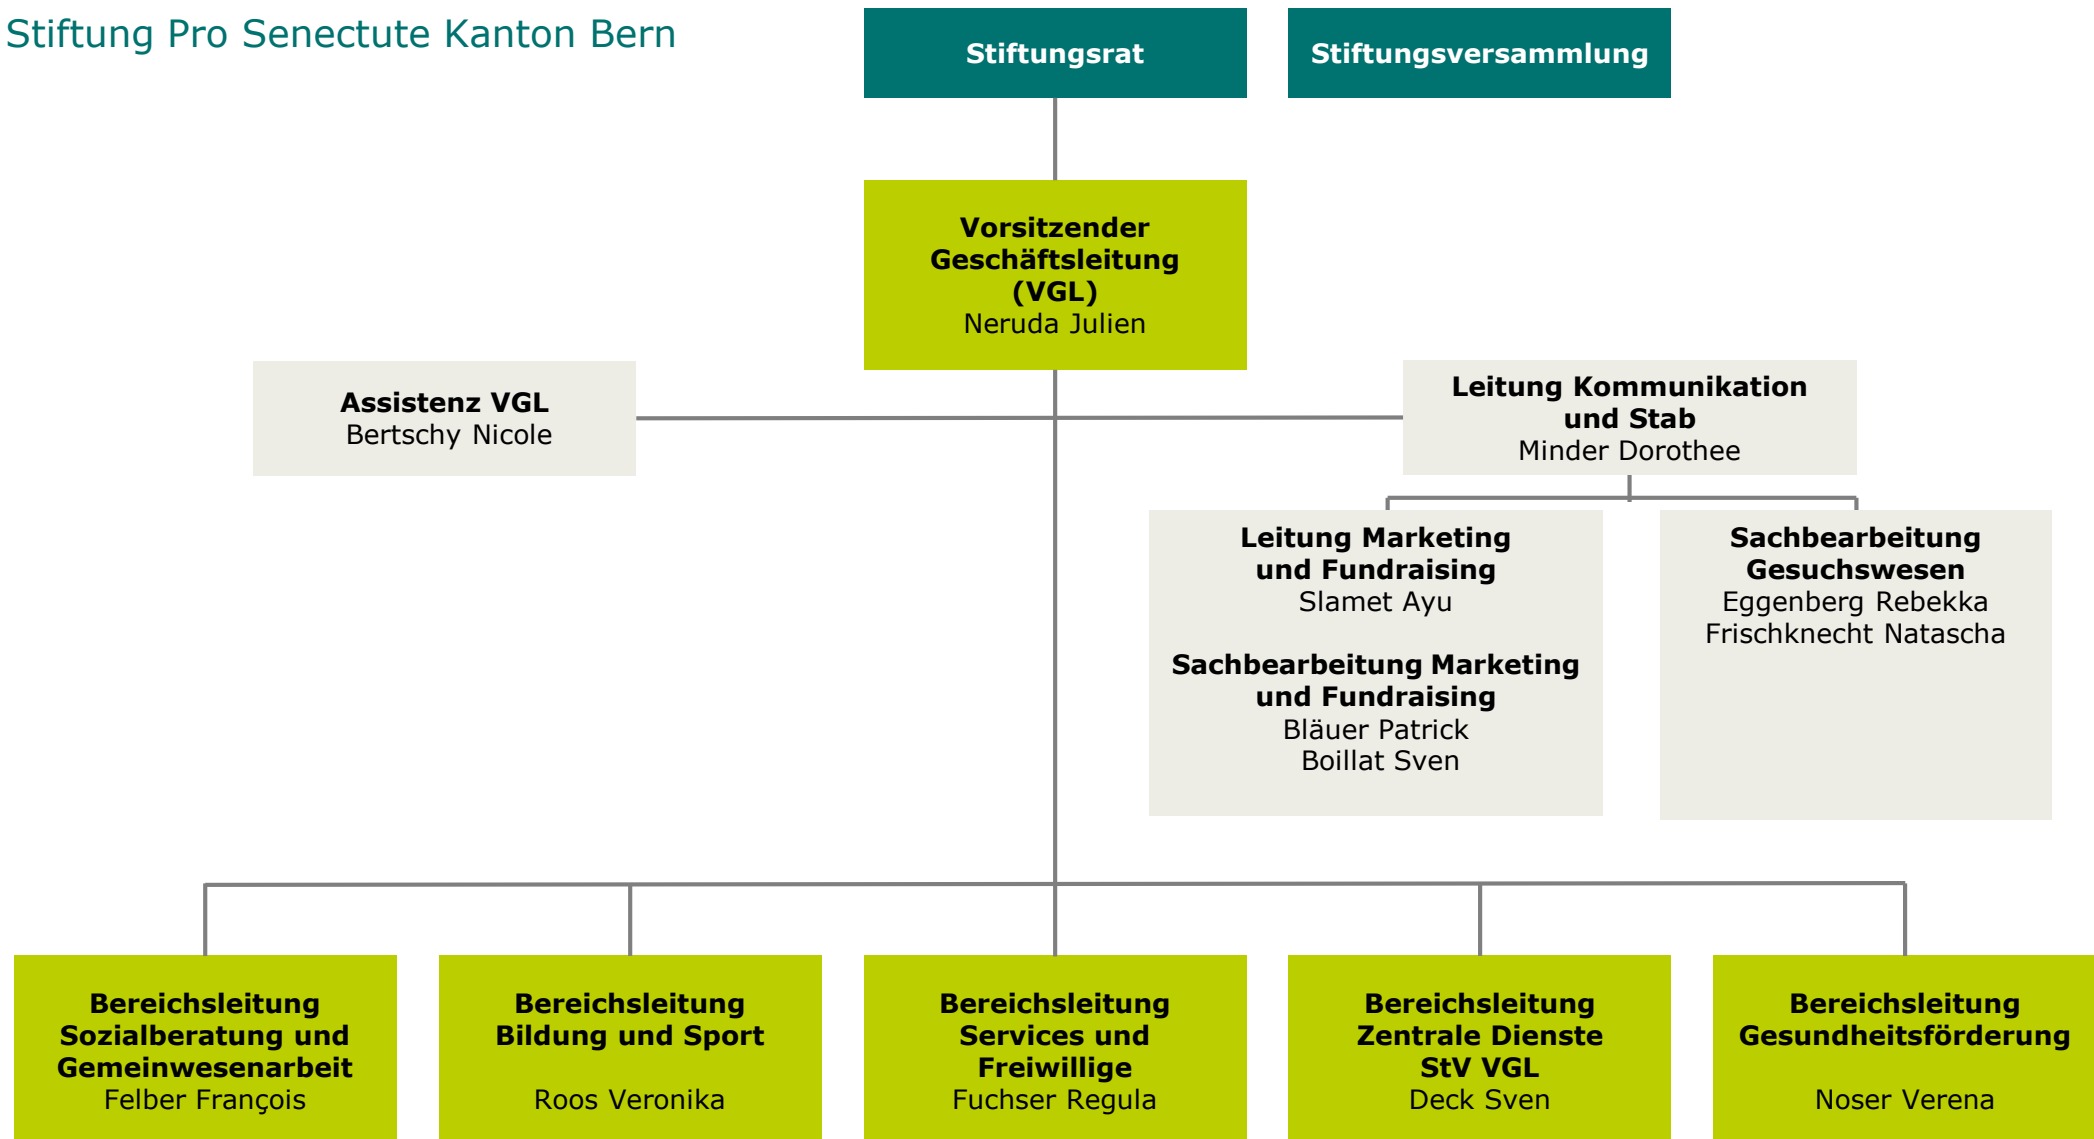 Stiftung Pro Senectute Kanton Bern
Stiftungsrat
Stiftungsversammlung
Vorsitzender
Geschäftsleitung
(VGL)
Neruda Julien
Assistenz VGL
Bertschy Nicole
Leitung Kommunikation
und Stab
Minder Dorothee
Leitung Marketing
und Fundraising
Slamet Ayu
Sachbearbeitung Marketing
und Fundraising
Bläuer Patrick
Boillat Sven
Sachbearbeitung
Gesuchswesen
Eggenberg Rebekka
Frischknecht Natascha
Bereichsleitung
Sozialberatung und
Gemeinwesenarbeit
Felber François
Bereichsleitung
Bildung und Sport
Roos Veronika
Bereichsleitung
Services und
Freiwillige
Fuchser Regula
Bereichsleitung
Zentrale Dienste
StV VGL
Deck Sven
Bereichsleitung
Gesundheitsförderung
Noser Verena